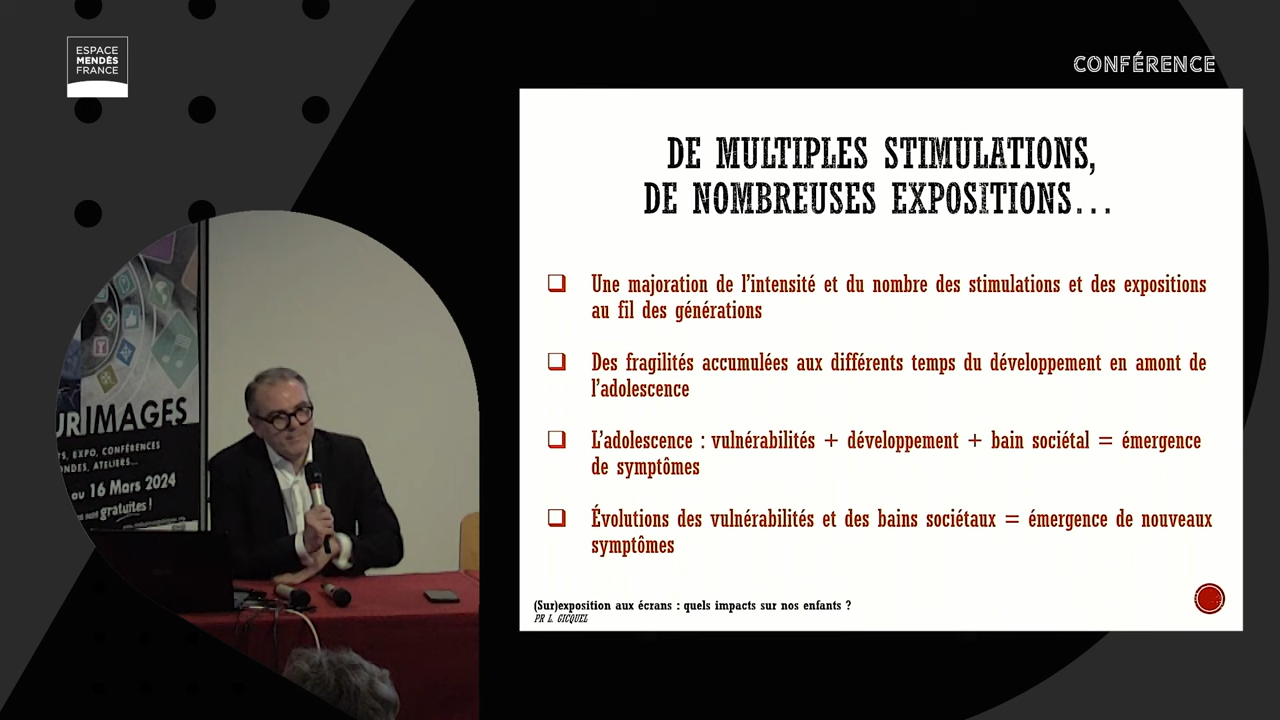 ESPACE
MENDÈS
FRANCE
CONFÉRENCE
DE MULTIPLES STIMULATIONS,
DE NOMBREUSES EXPOSITIONS...
Une majoration de l'intensité et du nombre des stimulations et des expositions
au fil des générations
Des fragilités accumulées aux différents temps du développement en amont de
l'adolescence
L'adolescence : vulnérabilités + développement + bain sociétal = émergence
de symptômes
Évolutions des vulnérabilités et des bains sociétaux = émergence de nouveaux
symptômes
(Sur)exposition aux écrans : quels impacts sur nos enfants ?
PR L. GICQUEL
URIMAGES
TS, EXPO, CONFÉRENCES
ONDES, ATELIERS...
au 16 Mars 2024
gratuites !